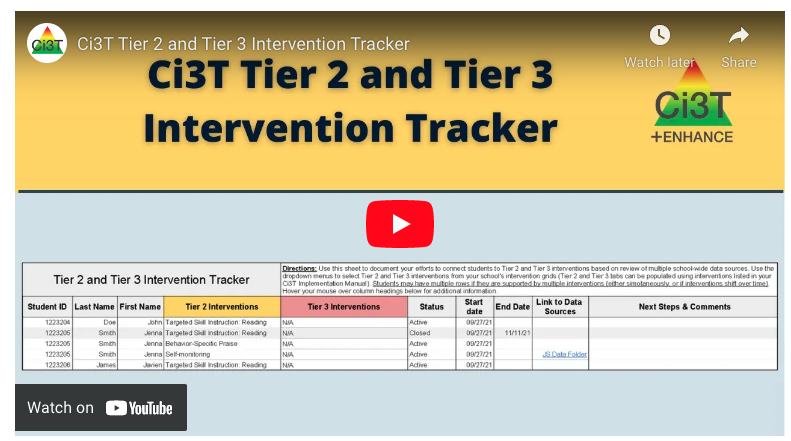 Ci3T
Ci3T Tier 2 and Tier 3 Intervention Tracker
Watch later
Share
Ci3T Tier 2 and Tier 3
Intervention Tracker
Ci3T
+ENHANCE
Tier 2 and Tier 3 Intervention Tracker
Directions: Use this sheet to document your efforts to connect students to Tier 2 and Tier 3 interventions based on review of multiple school-wide data sources. Use the
dropdown menus to select Tier 2 and Tier 3 interventions from your school's intervention grids (Tier 2 and Tier 3 tabs can be populated using interventions listed in your
Ci3T Implementation Manual). Students may have multiple rows if they are supported by multiple interventions (either simultaneously, or if interventions shift over time).
Hover your mouse over column headings below for additional information.
Student ID Last Name First Name Tier 2 Interventions Tier 3 Interventions Status Start date End Date Link to Data Sources Next Steps & Comments
1223204 Doe John Targeted Skill Instruction: Reading N/A Active 09/27/21
1223205 Smith Jenna Targeted Skill Instruction: Reading N/A Closed 09/27/21 11/11/21
1223205 Smith Jenna Behavior-Specific Praise N/A Active 09/27/21
1223205 Smith Jenna Self-monitoring N/A Active 09/27/21 JS Data Folder
1223206 James Javien Targeted Skill Instruction: Reading N/A Active 09/27/21
Watch on YouTube